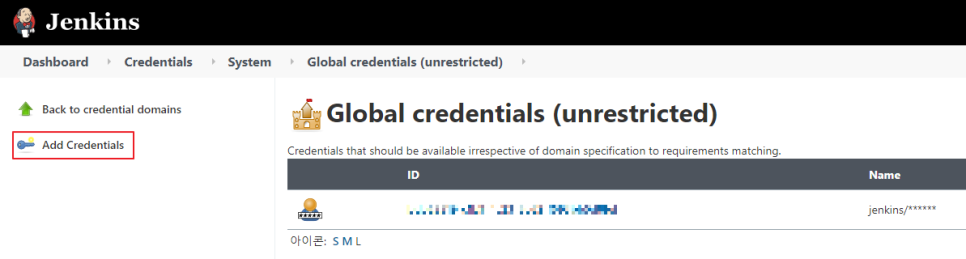 Jenkins
Dashboard Credentials System Global credentials (unrestricted)
Back to credential domains
Add Credentials
Global credentials (unrestricted)
Credentials that should be available irrespective of domain specification to requirements matching.
ID Name
jenkins/******
아이콘: S M L